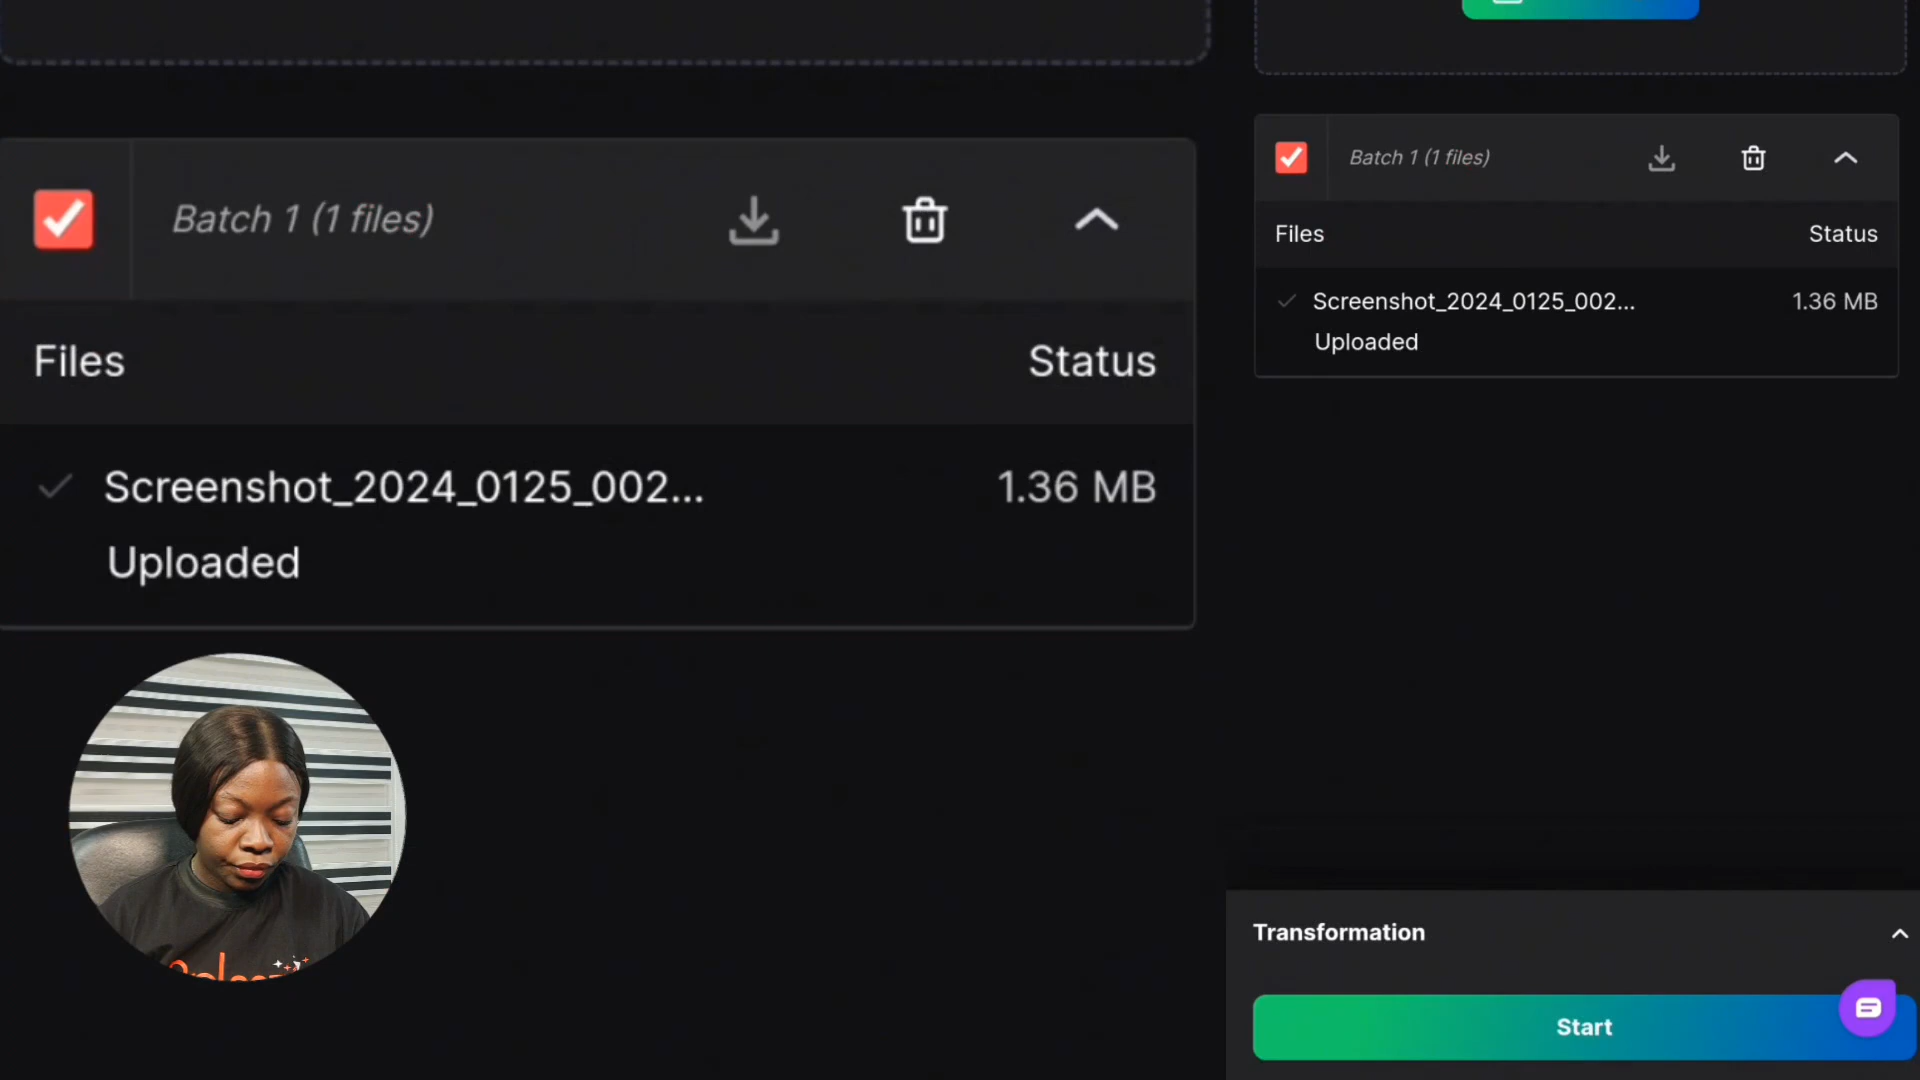 Batch 1 (1 files)
Files Status
Screenshot_2024_0125_002... 1.36 MB
Uploaded
Batch 1 (1 files)
Files Status
Screenshot_2024_0125_002... 1.36 MB
Uploaded
Transformation
Start